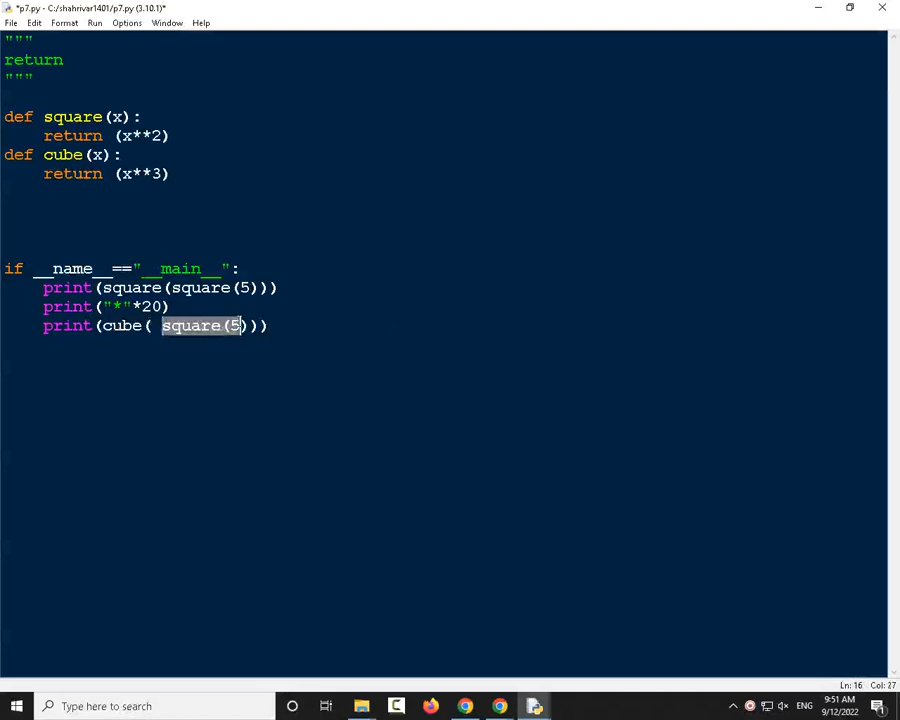 *p7.py - C:/shahrivar1401/p7.py (3.10.1)*
File Edit Format Run Options Window Help
"""
return
"""
def square(x):
    return (x**2)
def cube(x):
    return (x**3)
if __name__=="__main__":
    print(square(square(5)))
    print("*"*20)
    print(cube( square(5)))
Ln: 16 Col: 27
Type here to search
ENG
9:51 AM
9/12/2022
1